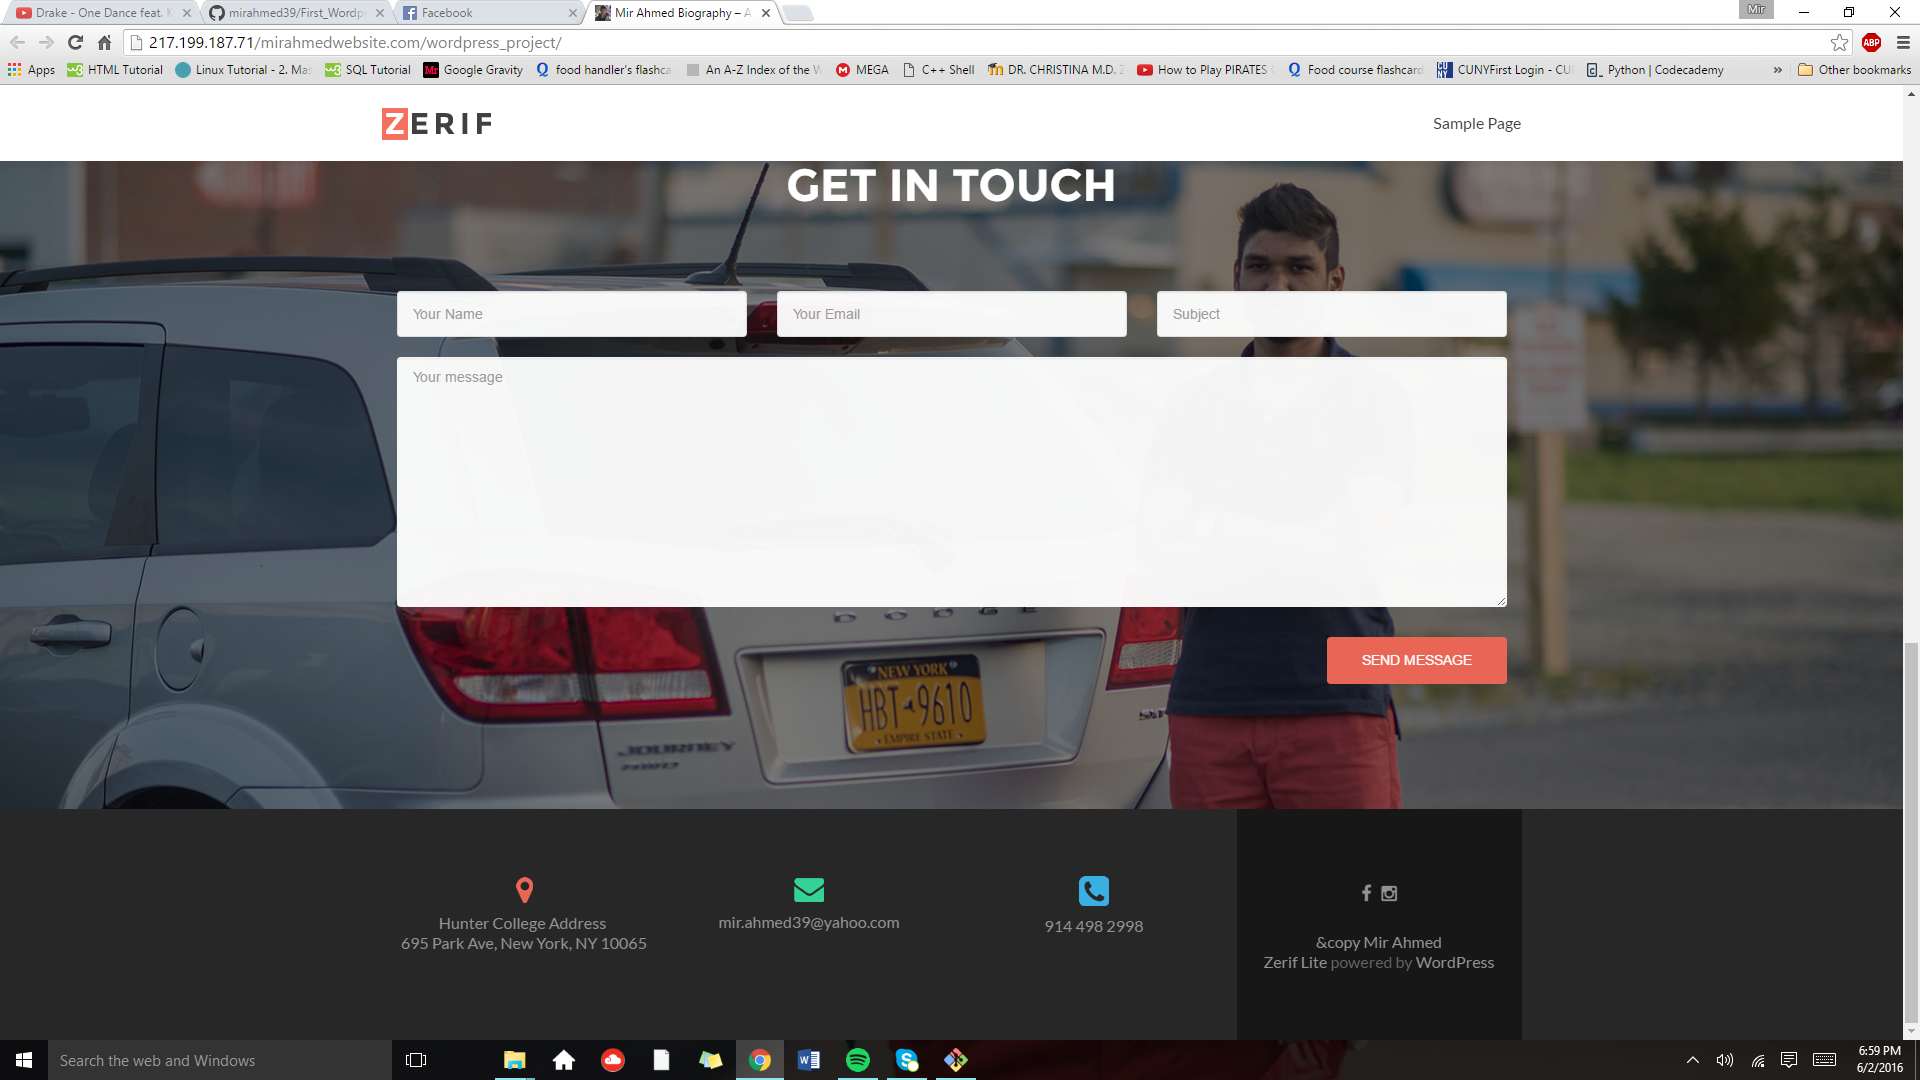 Drake - One Dance feat. K
mirahmed39/First_Wordpr
Facebook
Mir Ahmed Biography – A
Mir
217.199.187.71/mirahmedwebsite.com/wordpress_project/
ABP
Apps
HTML Tutorial
Linux Tutorial - 2. Mas
SQL Tutorial
Google Gravity
food handler's flashca
An A-Z Index of the W
MEGA
C++ Shell
DR. CHRISTINA M.D. 2
How to Play PIRATES
Food course flashcard
CUNYFirst Login - CU
Python | Codecademy
»
Other bookmarks
ZERIF
Sample Page
GET IN TOUCH
Your Name
Your Email
Subject
Your message
DODGE
SEND MESSAGE
NEW YORK
HBT 9610
EMPIRE STATE
JOURNEY
SXT
Hunter College Address
695 Park Ave, New York, NY 10065
mir.ahmed39@yahoo.com
914 498 2998
&copy Mir Ahmed
Zerif Lite powered by WordPress
Search the web and Windows
6:59 PM
6/2/2016